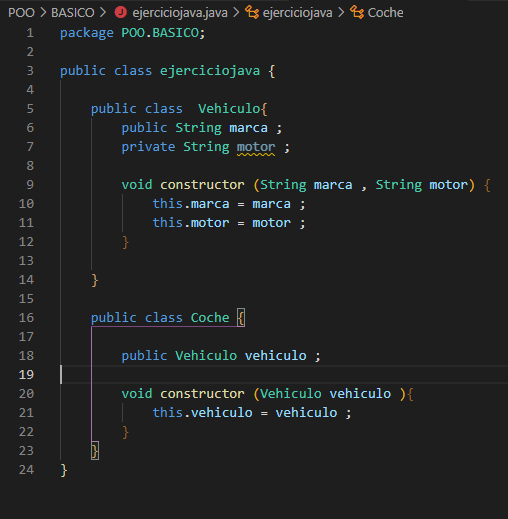 POO > BASICO > ejerciciojava.java > ejerciciojava > Coche
1 package POO.BASICO;
2
3 public class ejerciciojava {
4
5 public class  Vehiculo{
6 public String marca ;
7 private String motor ;
8
9 void constructor (String marca , String motor) {
10 this.marca = marca ;
11 this.motor = motor ;
12 }
13
14 }
15
16 public class Coche {
17
18 public Vehiculo vehiculo ;
19
20 void constructor (Vehiculo vehiculo ){
21 this.vehiculo = vehiculo ;
22 }
23 }
24 }